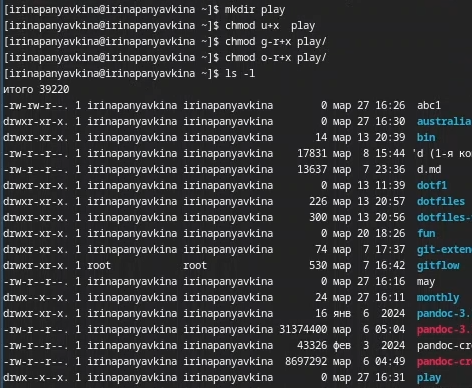 [irinapanyavkina@irinapanyavkina ~]$ mkdir play
[irinapanyavkina@irinapanyavkina ~]$ chmod u+x  play
[irinapanyavkina@irinapanyavkina ~]$ chmod g-r+x play/
[irinapanyavkina@irinapanyavkina ~]$ chmod o-r+x play/
[irinapanyavkina@irinapanyavkina ~]$ ls -l
итого 39220
-rw-rw-r--. 1 irinapanyavkina irinapanyavkina        0 мар 27 16:26  abc1
drwxr-xr-x. 1 irinapanyavkina irinapanyavkina        0 мар 27 16:30  australia
drwxr-xr-x. 1 irinapanyavkina irinapanyavkina       14 мар 13 20:39  bin
-rw-r--r--. 1 irinapanyavkina irinapanyavkina    17831 мар  8 15:44 'd (1-я ко
-rw-r--r--. 1 irinapanyavkina irinapanyavkina    13637 мар  7 23:36  d.md
drwxr-xr-x. 1 irinapanyavkina irinapanyavkina        0 мар 13 11:39  dotf1
drwxr-xr-x. 1 irinapanyavkina irinapanyavkina      226 мар 13 20:57  dotfiles
drwxr-xr-x. 1 irinapanyavkina irinapanyavkina      300 мар 13 20:56  dotfiles-
drwxr-xr-x. 1 irinapanyavkina irinapanyavkina        0 мар 20 18:26  fun
drwxr-xr-x. 1 irinapanyavkina irinapanyavkina       74 мар  7 17:37  git-exten
drwxr-xr-x. 1 root            root                 530 мар  7 16:42  gitflow
-rw-r--r--. 1 irinapanyavkina irinapanyavkina        0 мар 27 16:16  may
drwx--x--x. 1 irinapanyavkina irinapanyavkina       24 мар 27 16:11  monthly
drwxr-xr-x. 1 irinapanyavkina irinapanyavkina       16 янв  6  2024  pandoc-3.
-rw-r--r--. 1 irinapanyavkina irinapanyavkina 31374400 мар  6 05:04  pandoc-3.
-rw-r--r--. 1 irinapanyavkina irinapanyavkina    43326 фев  3  2024  pandoc-cr
-rw-r--r--. 1 irinapanyavkina irinapanyavkina  8697292 мар  6 04:49  pandoc-cr
drwx--x--x. 1 irinapanyavkina irinapanyavkina        0 мар 27 16:31  play